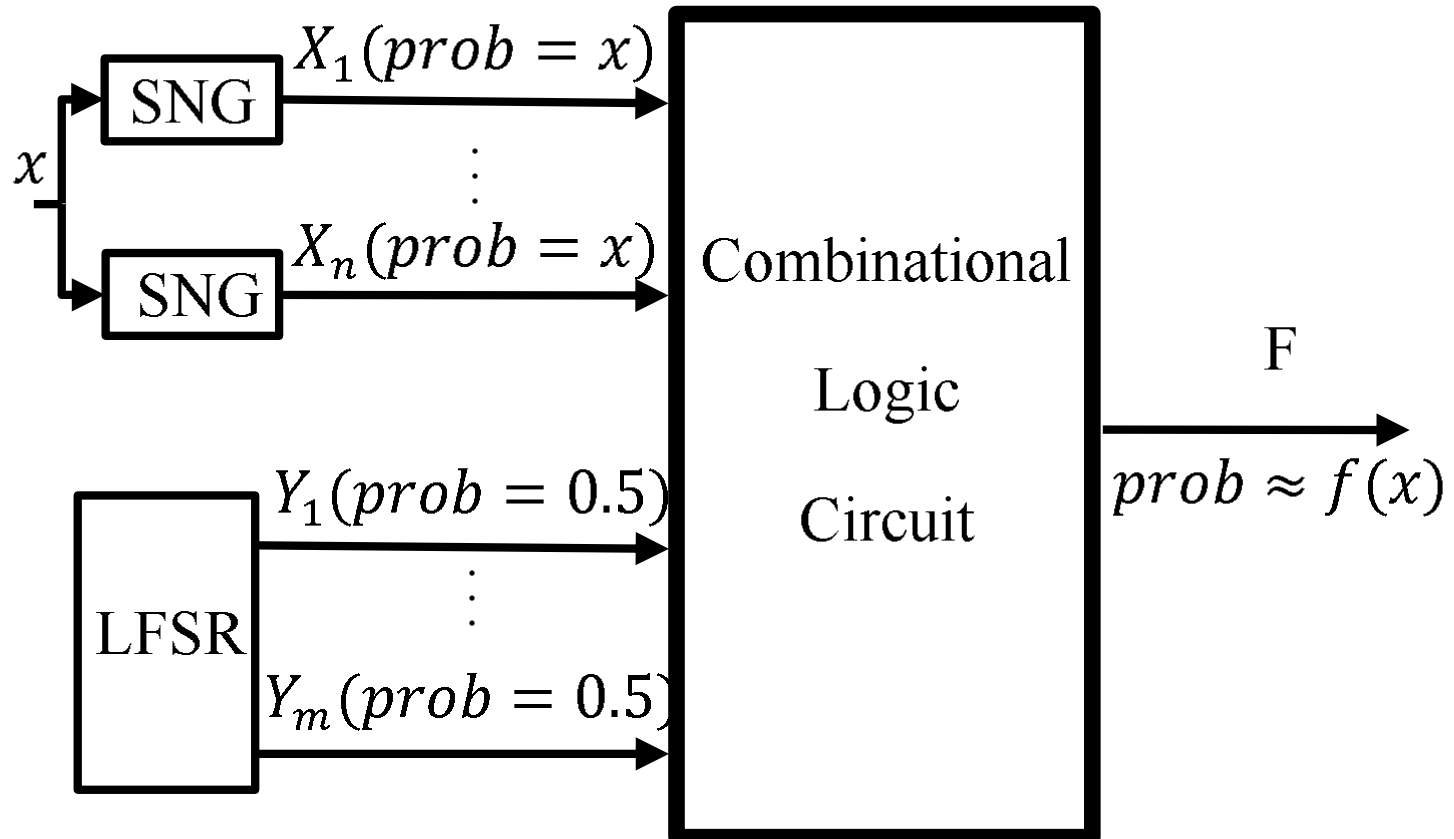 X₁(prob = x)
SNG
x
Xₙ(prob = x)
SNG
Combinational
Logic
Circuit
F
prob ≈ f(x)
Y₁(prob = 0.5)
LFSR
Yₘ(prob = 0.5)